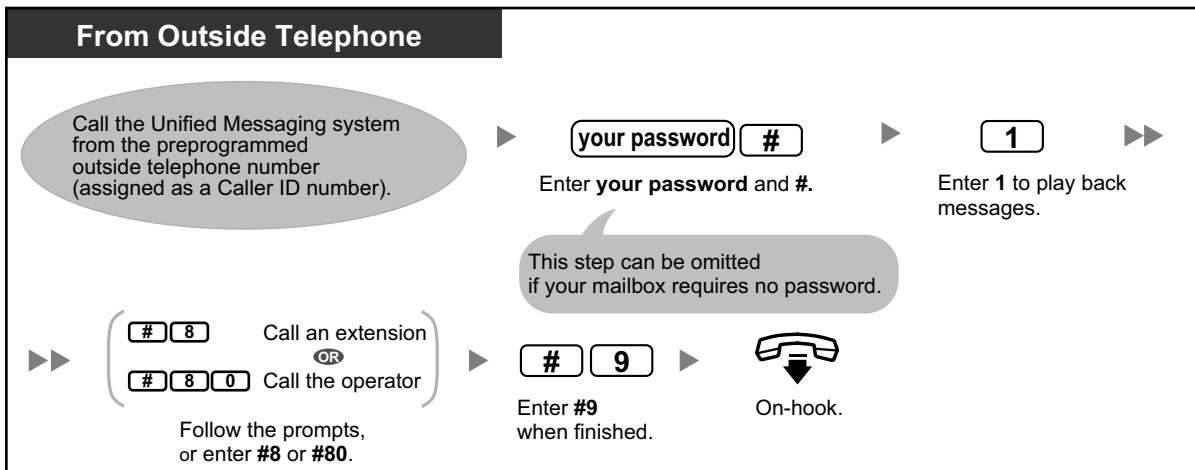 From Outside Telephone
Call the Unified Messaging system
from the preprogrammed
outside telephone number
(assigned as a Caller ID number).
your password #
Enter your password and #.
This step can be omitted
if your mailbox requires no password.
1
Enter 1 to play back
messages.
# 8 Call an extension
OR
# 8 0 Call the operator
Follow the prompts,
or enter #8 or #80.
# 9
Enter #9
when finished.
On-hook.